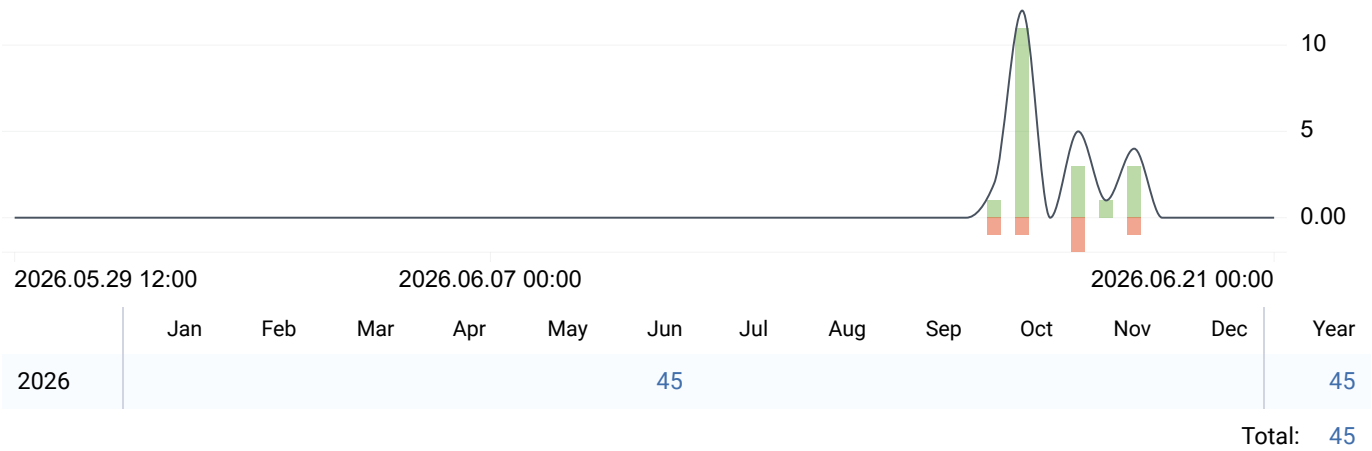 10
5
0.00
2026.05.29 12:00 2026.06.07 00:00 2026.06.21 00:00
Jan Feb Mar Apr May Jun Jul Aug Sep Oct Nov Dec Year
2026 45 45
Total: 45